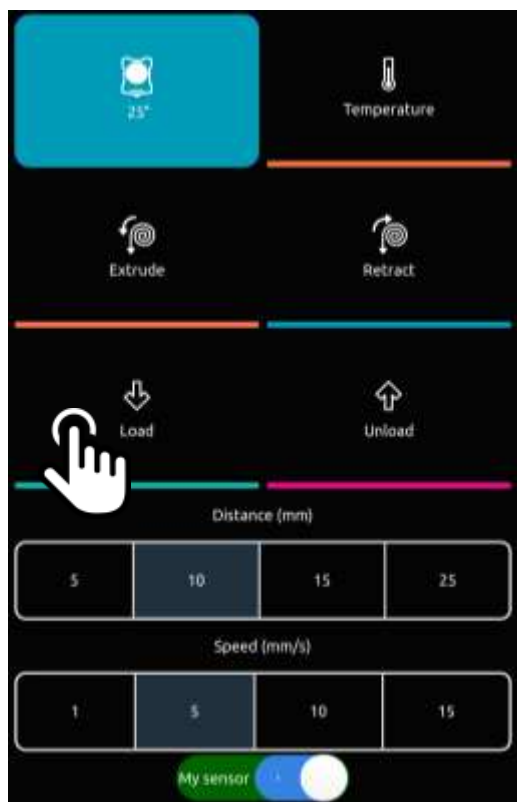 25°
Temperature
Extrude
Retract
Load
Unload
Distance (mm)
5 10 15 25
Speed (mm/s)
1 5 10 15
My sensor